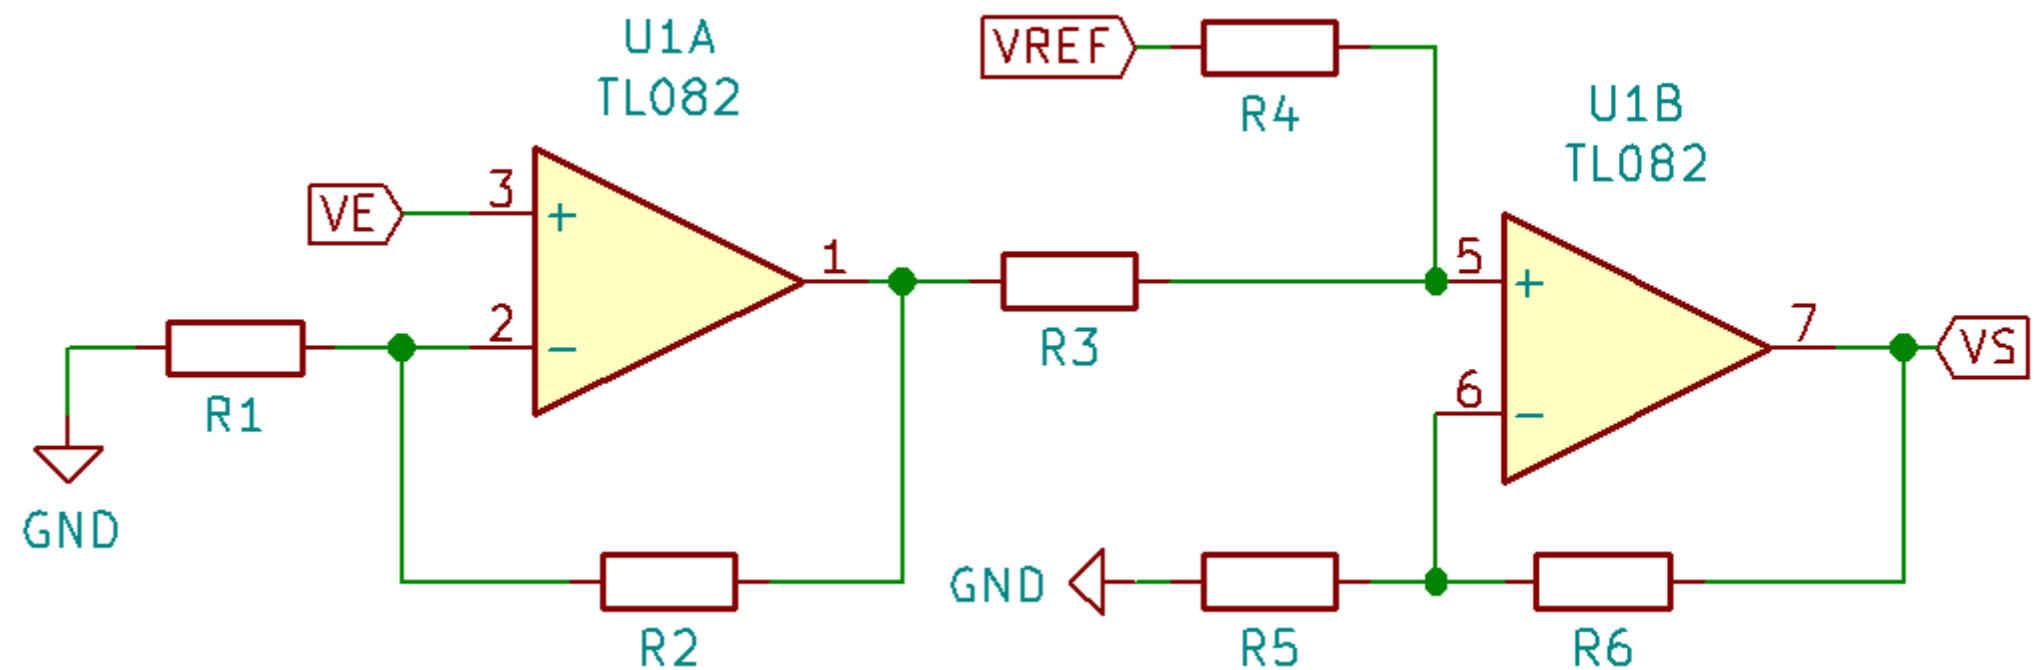 U1A
TL082
VREF
R4
U1B
TL082
VE
3
+
1
5
+
2
−
R3
7
VS
R1
6
−
GND
GND
R2
R5
R6